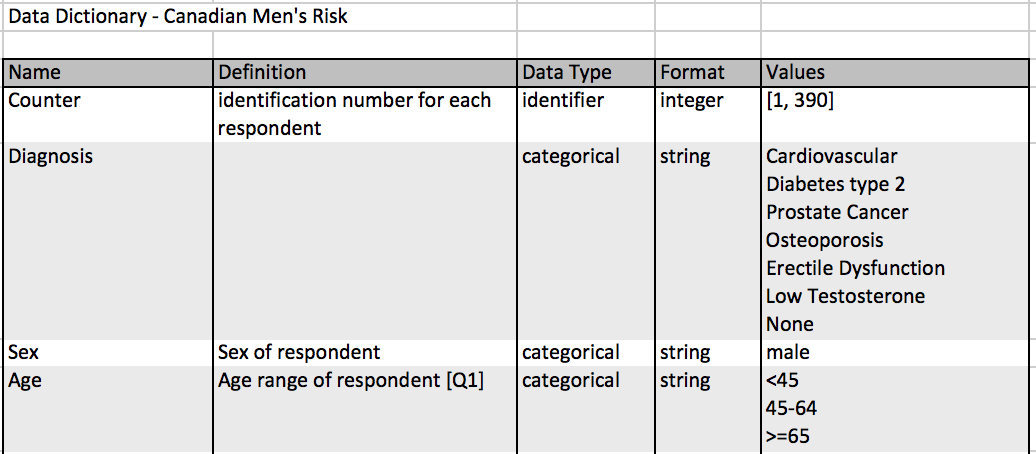 Data Dictionary - Canadian Men's Risk
Name Definition Data Type Format Values
Counter identification number for each respondent identifier integer [1, 390]
Diagnosis categorical string Cardiovascular
Diabetes type 2
Prostate Cancer
Osteoporosis
Erectile Dysfunction
Low Testosterone
None
Sex Sex of respondent categorical string male
Age Age range of respondent [Q1] categorical string <45
45-64
>=65